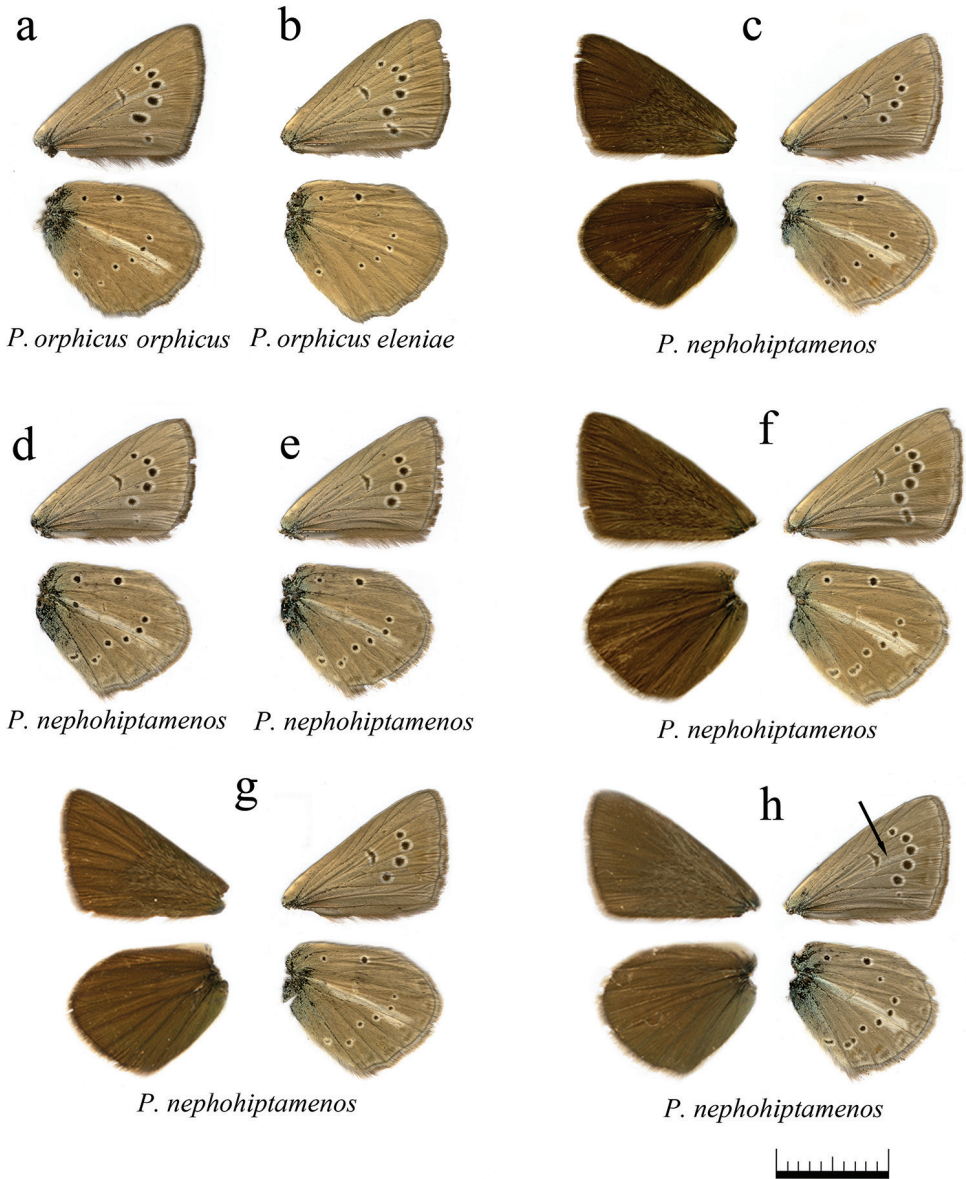 a
b
c
P. orphicus orphicus
P. orphicus eleniae
P. nephohiptamenos
d
e
f
P. nephohiptamenos
P. nephohiptamenos
P. nephohiptamenos
g
h
P. nephohiptamenos
P. nephohiptamenos